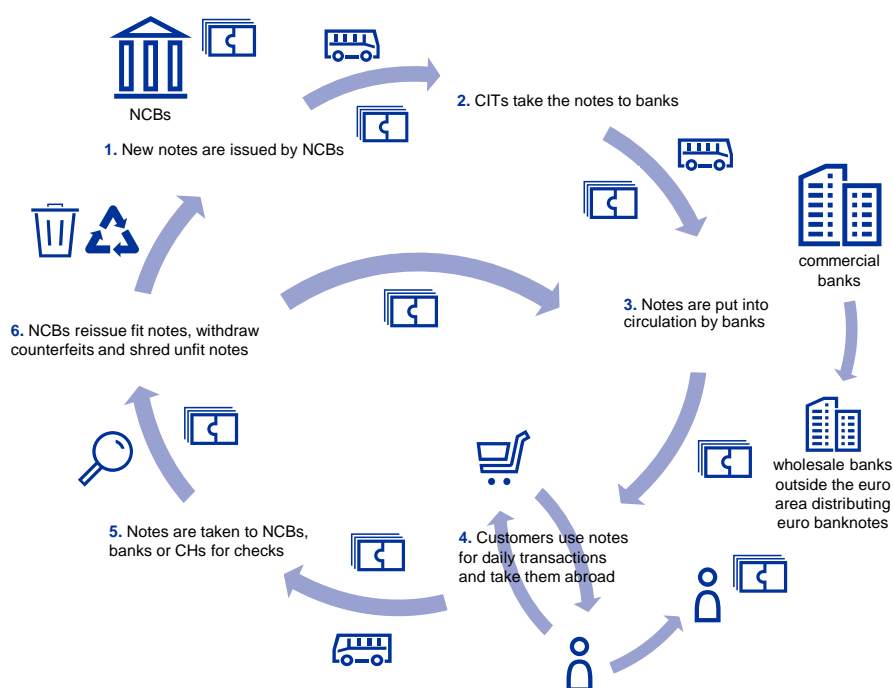 NCBs
1. New notes are issued by NCBs
2. CITs take the notes to banks
commercial
banks
3. Notes are put into
circulation by banks
6. NCBs reissue fit notes, withdraw
counterfeits and shred unfit notes
wholesale banks
outside the euro
area distributing
euro banknotes
5. Notes are taken to NCBs,
banks or CHs for checks
4. Customers use notes
for daily transactions
and take them abroad